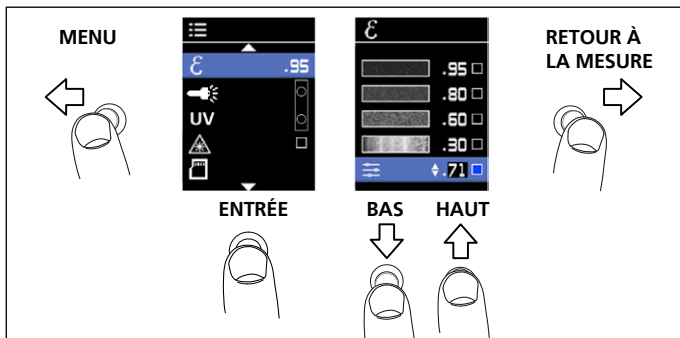 MENU
RETOUR À
LA MESURE
ε .95
UV
ε
.95
.80
.60
.30
.71
ENTRÉE
BAS
HAUT